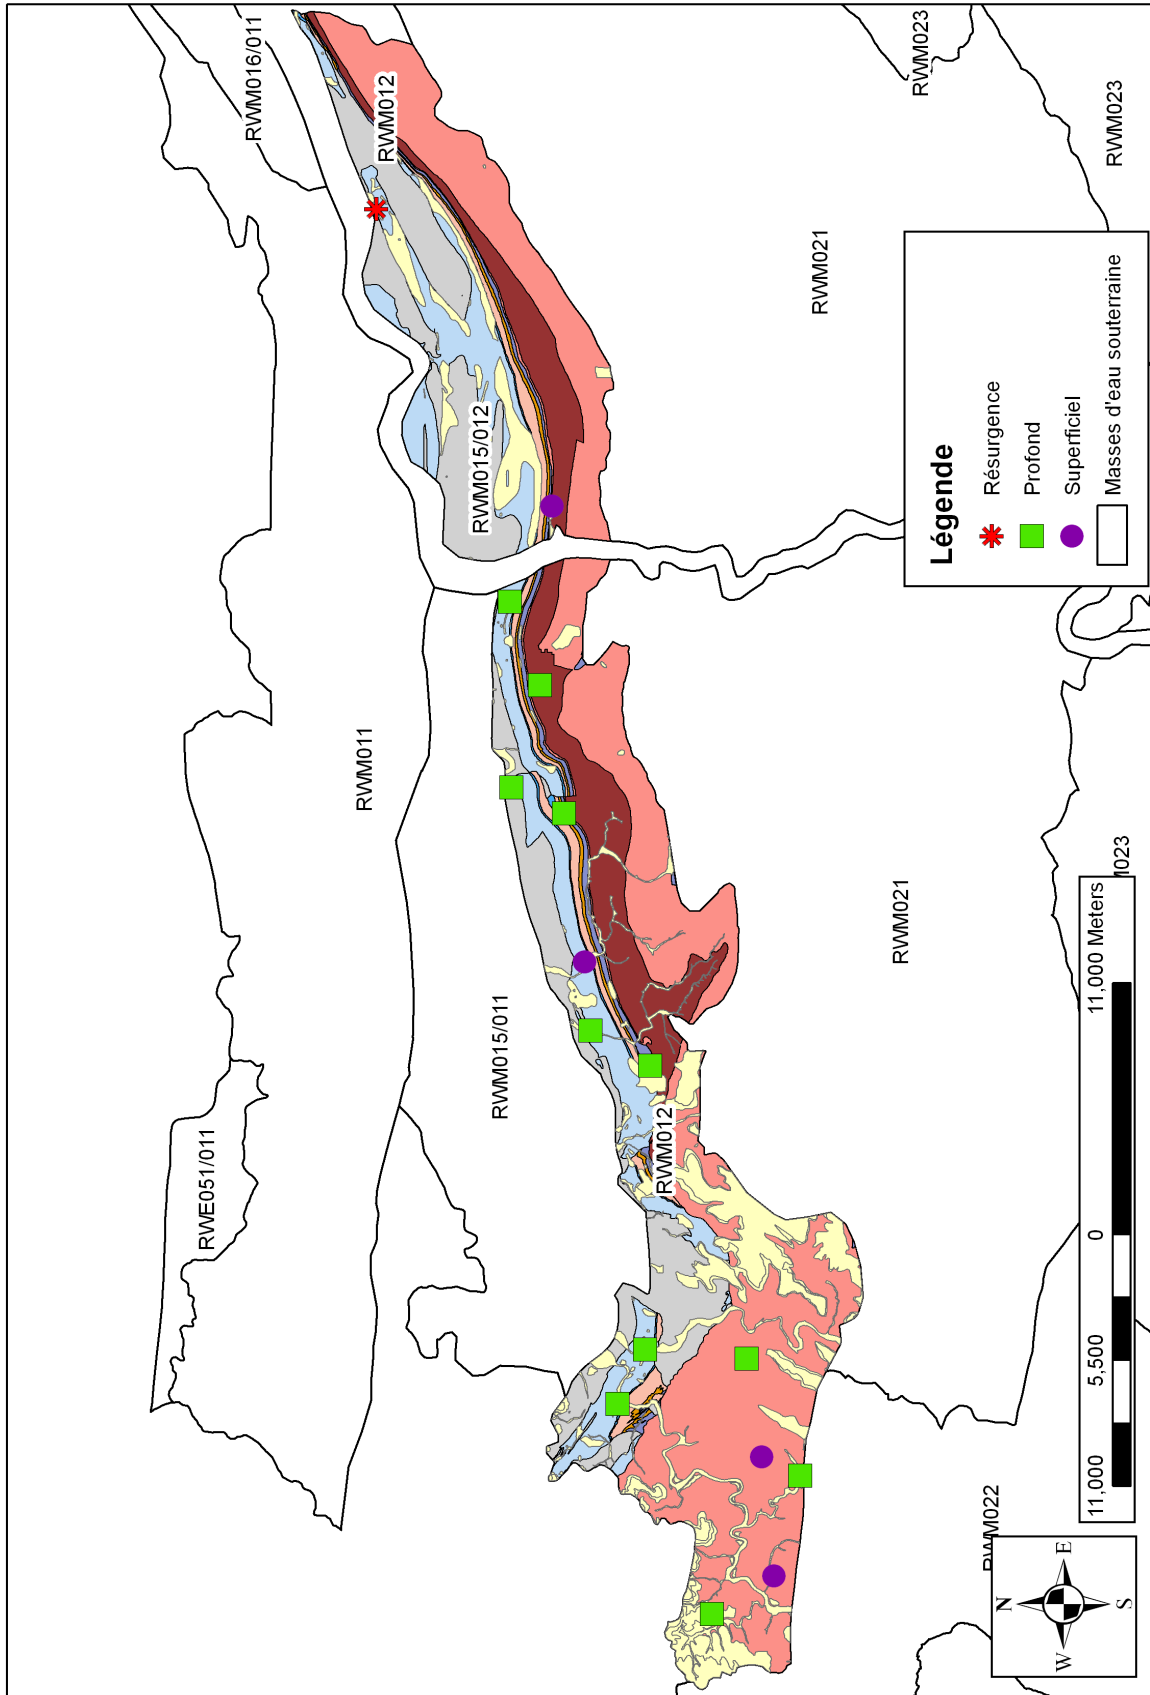 RWM016/011
RWM012
RWM023
RWM023
RWM021
RWM015/012
RWM011
RWM015/011
RWM021
RWE051/011
RWM012
RWM022
Légende
Résurgence
Profond
Superficiel
Masses d'eau souterraine
M023
11,000 5,500 0 11,000 Meters
N
W E
S